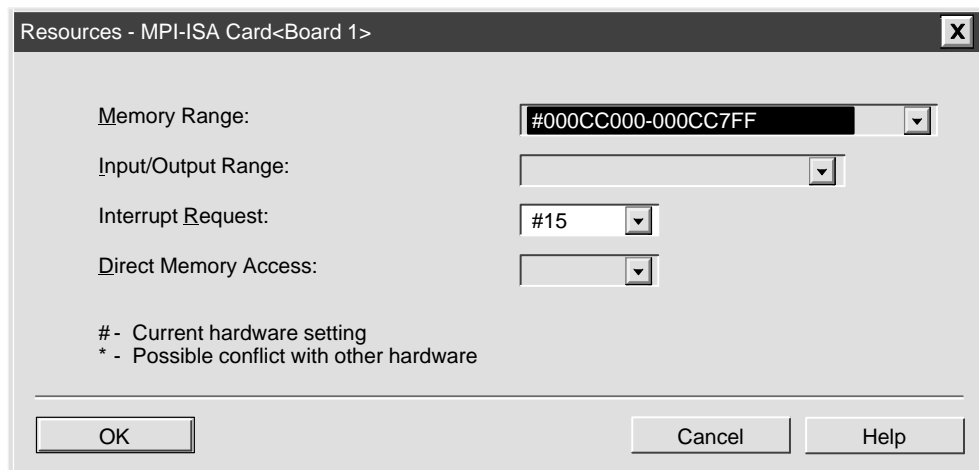 Resources - MPI-ISA Card<Board 1>
X
Memory Range:
#000CC000-000CC7FF
Input/Output Range:
Interrupt Request:
#15
Direct Memory Access:
# - Current hardware setting
* - Possible conflict with other hardware
OK
Cancel
Help